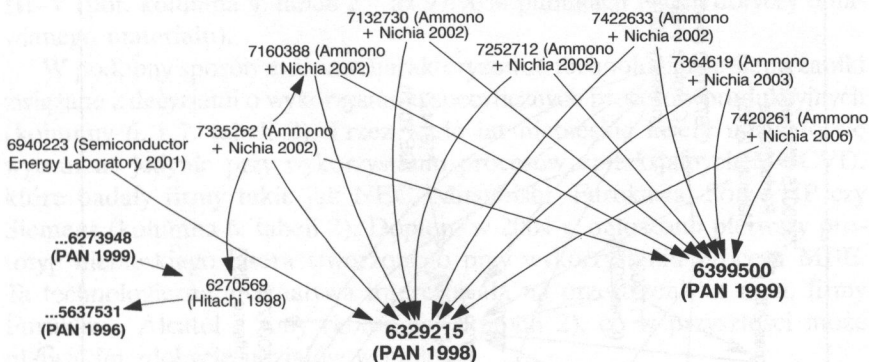 7132730 (Ammono
+ Nichia 2002)
7422633 (Ammono
+ Nichia 2002)
7160388 (Ammono
+ Nichia 2002)
7252712 (Ammono
+ Nichia 2002)
7364619 (Ammono
+ Nichia 2003)
7335262 (Ammono
+ Nichia 2002)
7420261 (Ammono
+ Nichia 2006)
6940223 (Semiconductor
Energy Laboratory 2001)
...6273948
(PAN 1999)
6270569
(Hitachi 1998)
6399500
(PAN 1999)
...5637531
(PAN 1996)
6329215
(PAN 1998)